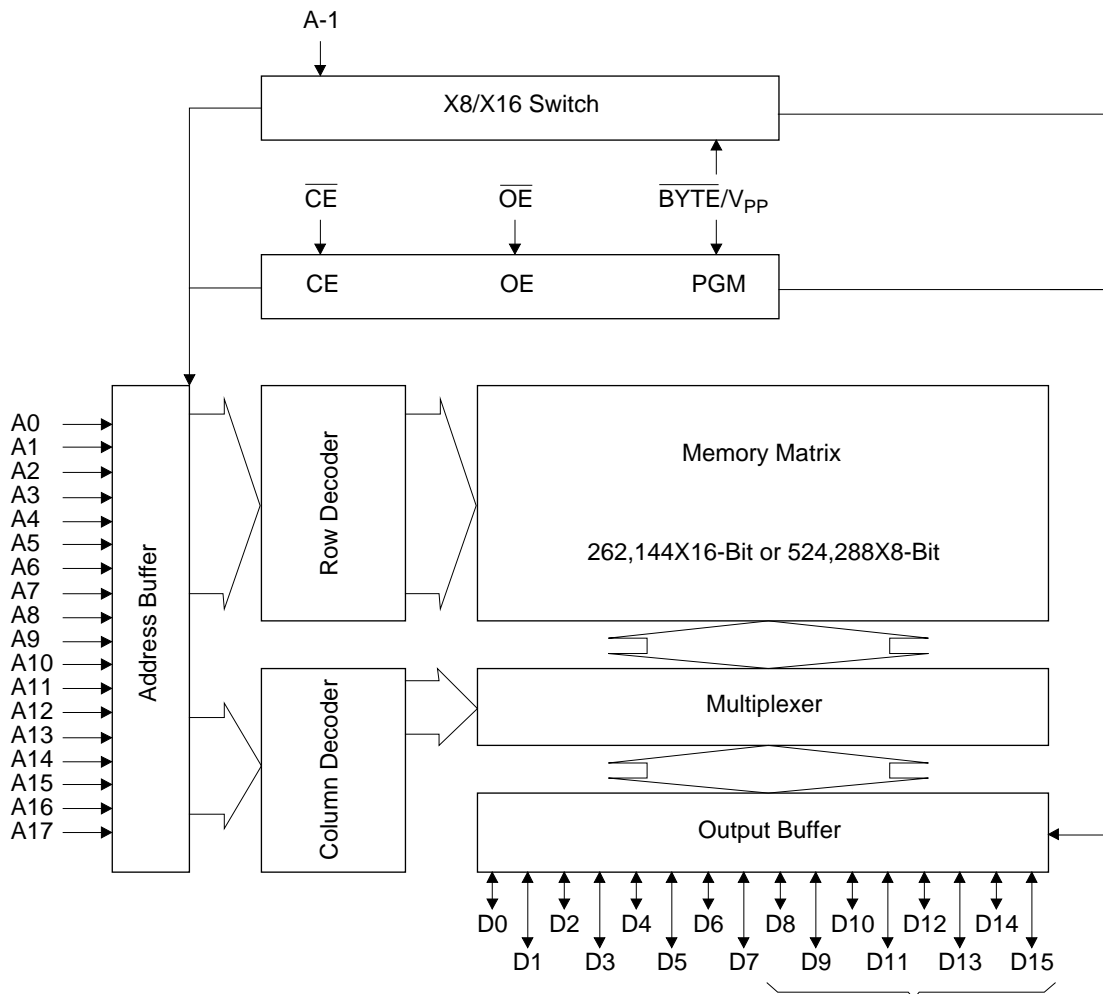 A-1
X8/X16 Switch
CE OE BYTE/VPP
CE OE PGM
A0
A1
A2
A3
A4
A5
A6
A7
A8
A9
A10
A11
A12
A13
A14
A15
A16
A17
Address Buffer
Row Decoder
Column Decoder
Memory Matrix
262,144X16-Bit or 524,288X8-Bit
Multiplexer
Output Buffer
D0 D2 D4 D6 D8 D10 D12 D14
D1 D3 D5 D7 D9 D11 D13 D15